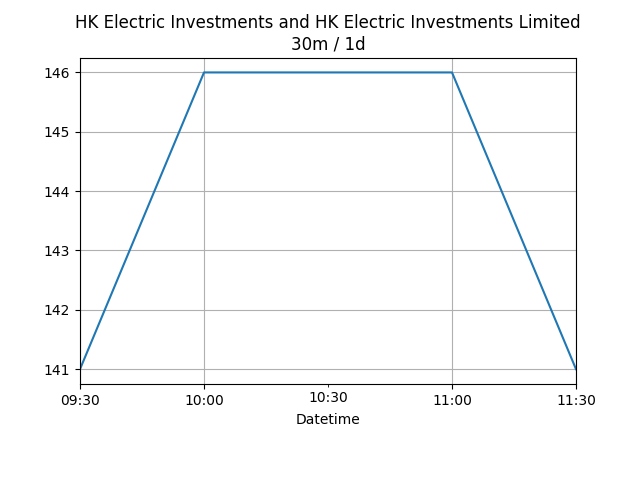 HK Electric Investments and HK Electric Investments Limited
30m / 1d
146
145
144
143
142
141
09:30 10:00 10:30 11:00 11:30
Datetime